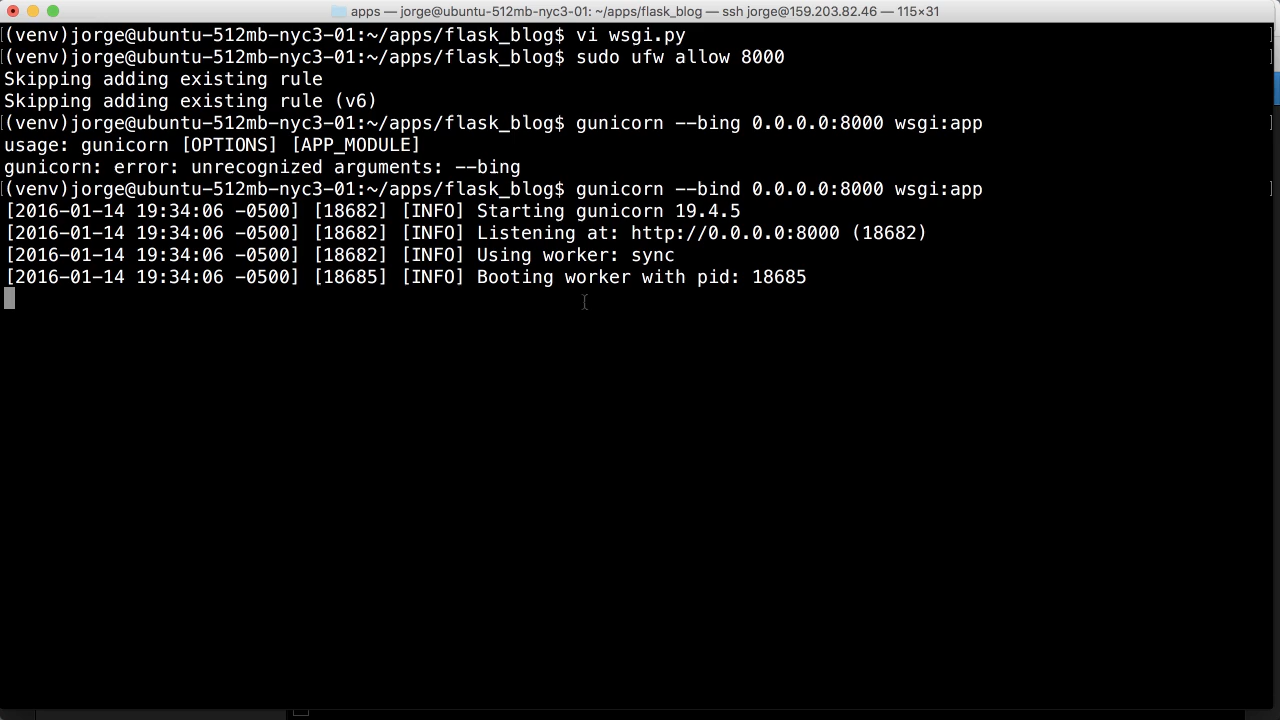 apps — jorge@ubuntu-512mb-nyc3-01: ~/apps/flask_blog — ssh jorge@159.203.82.46 — 115×31
[(venv)jorge@ubuntu-512mb-nyc3-01:~/apps/flask_blog$ vi wsgi.py ]
[(venv)jorge@ubuntu-512mb-nyc3-01:~/apps/flask_blog$ sudo ufw allow 8000 ]
Skipping adding existing rule
Skipping adding existing rule (v6)
[(venv)jorge@ubuntu-512mb-nyc3-01:~/apps/flask_blog$ gunicorn --bing 0.0.0.0:8000 wsgi:app ]
usage: gunicorn [OPTIONS] [APP_MODULE]
gunicorn: error: unrecognized arguments: --bing
[(venv)jorge@ubuntu-512mb-nyc3-01:~/apps/flask_blog$ gunicorn --bind 0.0.0.0:8000 wsgi:app ]
[2016-01-14 19:34:06 -0500] [18682] [INFO] Starting gunicorn 19.4.5
[2016-01-14 19:34:06 -0500] [18682] [INFO] Listening at: http://0.0.0.0:8000 (18682)
[2016-01-14 19:34:06 -0500] [18682] [INFO] Using worker: sync
[2016-01-14 19:34:06 -0500] [18685] [INFO] Booting worker with pid: 18685